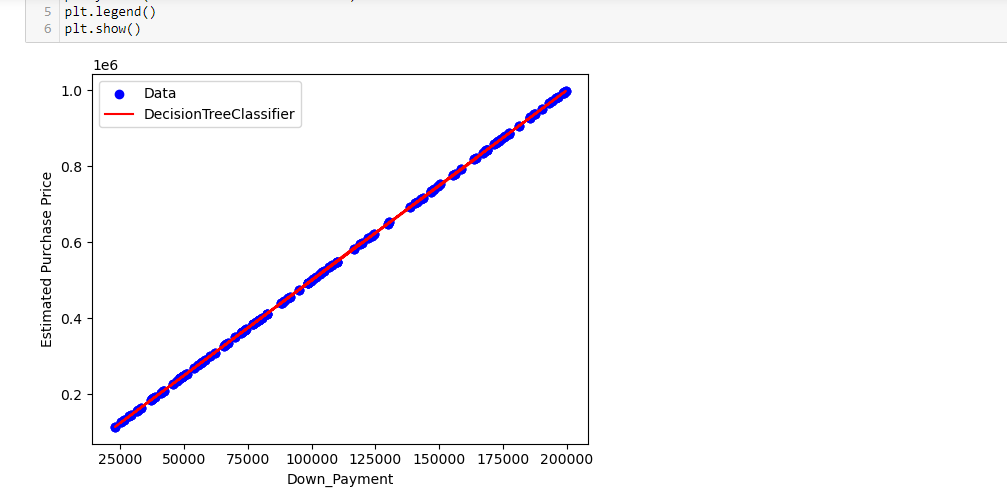 5 plt.legend()
6 plt.show()
1e6
Data
DecisionTreeClassifier
1.0
0.8
0.6
0.4
0.2
Estimated Purchase Price
25000 50000 75000 100000 125000 150000 175000 200000
Down_Payment